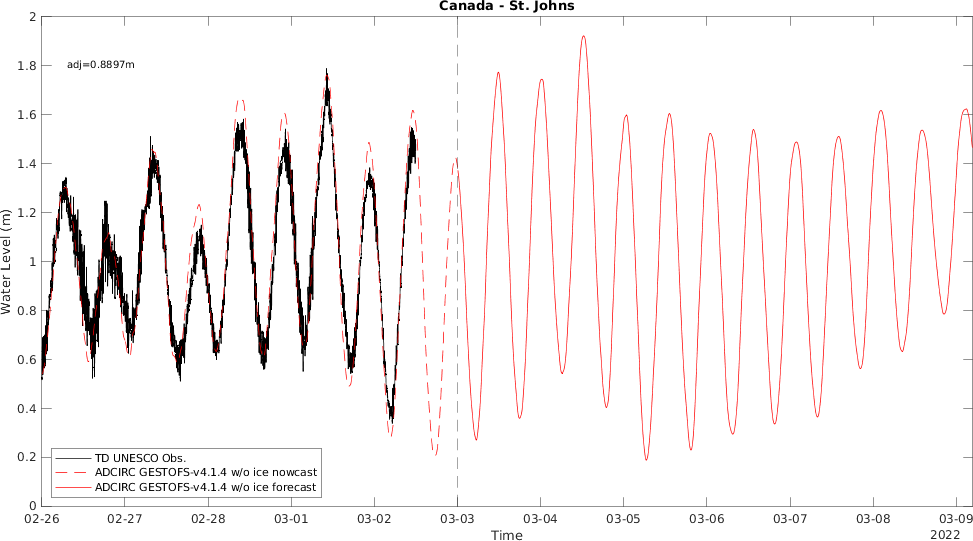 Canada - St. Johns
adj=0.8897m
Water Level (m)
2
1.8
1.6
1.4
1.2
1
0.8
0.6
0.4
0.2
0
TD UNESCO Obs.
ADCIRC GESTOFS-v4.1.4 w/o ice nowcast
ADCIRC GESTOFS-v4.1.4 w/o ice forecast
02-26 02-27 02-28 03-01 03-02 03-03 03-04 03-05 03-06 03-07 03-08 03-09
Time
2022